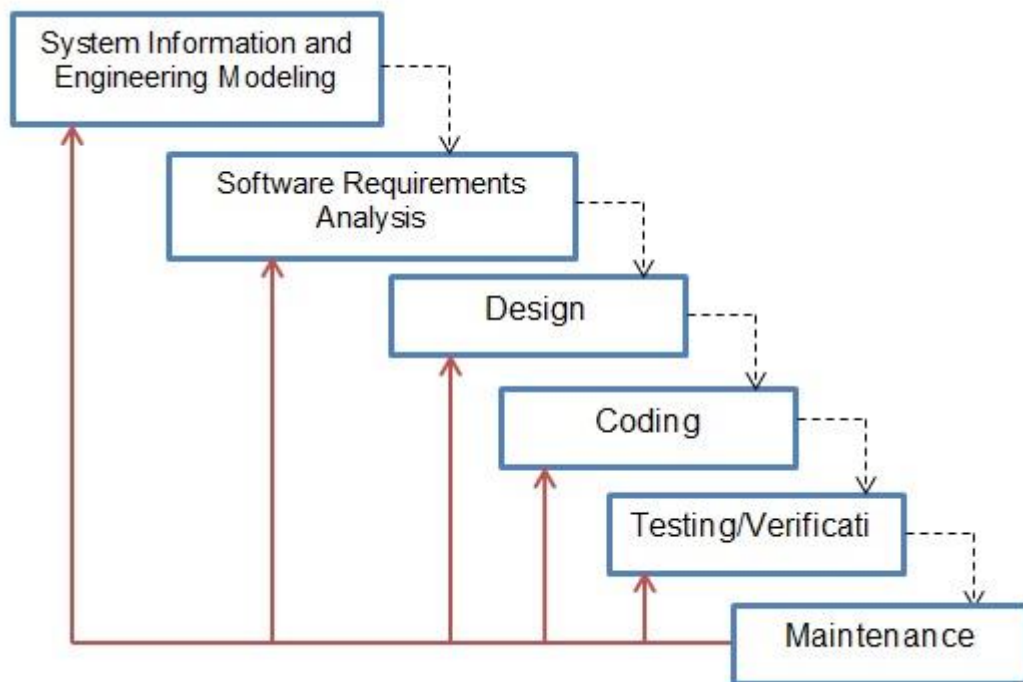 System Information and
Engineering Modeling
Software Requirements
Analysis
Design
Coding
Testing/Verificati
Maintenance